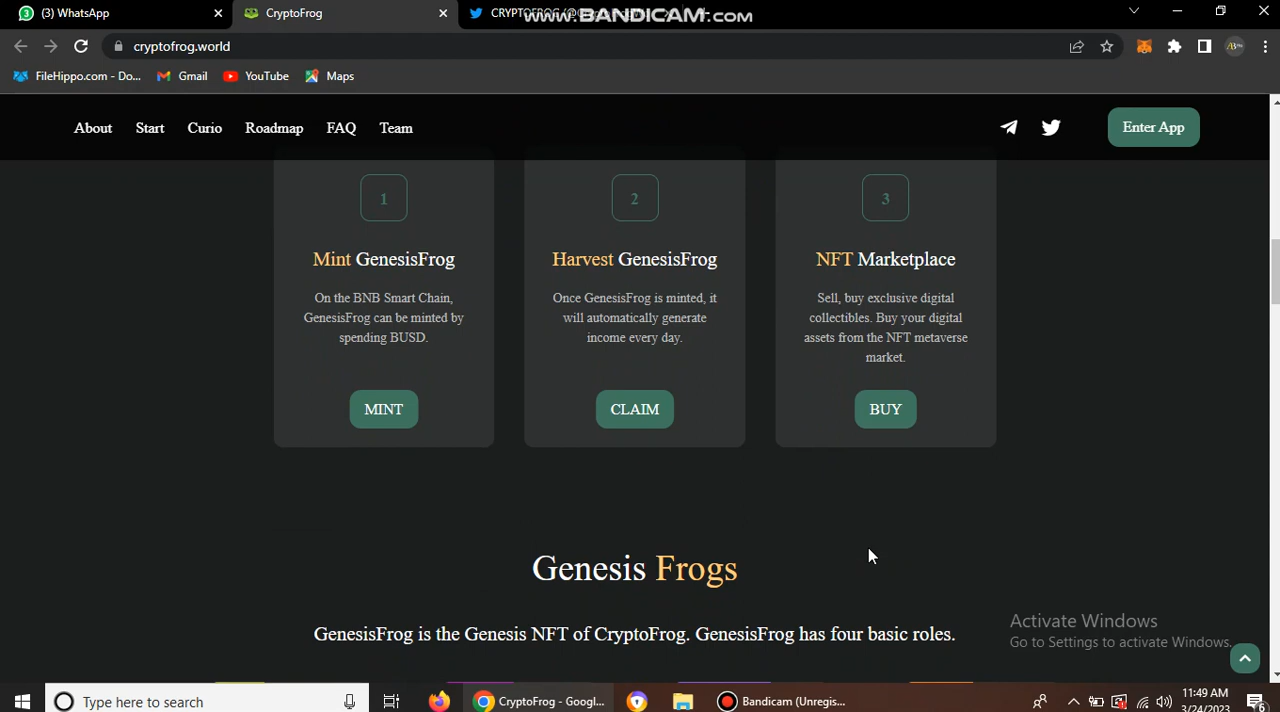 (3) WhatsApp
CryptoFrog
CRYPTOFROG
www.BANDICAM.com
cryptofrog.world
FileHippo.com - Do...
Gmail
YouTube
Maps
About
Start
Curio
Roadmap
FAQ
Team
Enter App
1
2
3
Mint GenesisFrog
On the BNB Smart Chain,
GenesisFrog can be minted by
spending BUSD.
MINT
Harvest GenesisFrog
Once GenesisFrog is minted, it
will automatically generate
income every day.
CLAIM
NFT Marketplace
Sell, buy exclusive digital
collectibles. Buy your digital
assets from the NFT metaverse
market.
BUY
Genesis Frogs
GenesisFrog is the Genesis NFT of CryptoFrog. GenesisFrog has four basic roles.
Activate Windows
Go to Settings to activate Windows.
Type here to search
CryptoFrog - Googl...
Bandicam (Unregis...
11:49 AM
3/24/2023
6